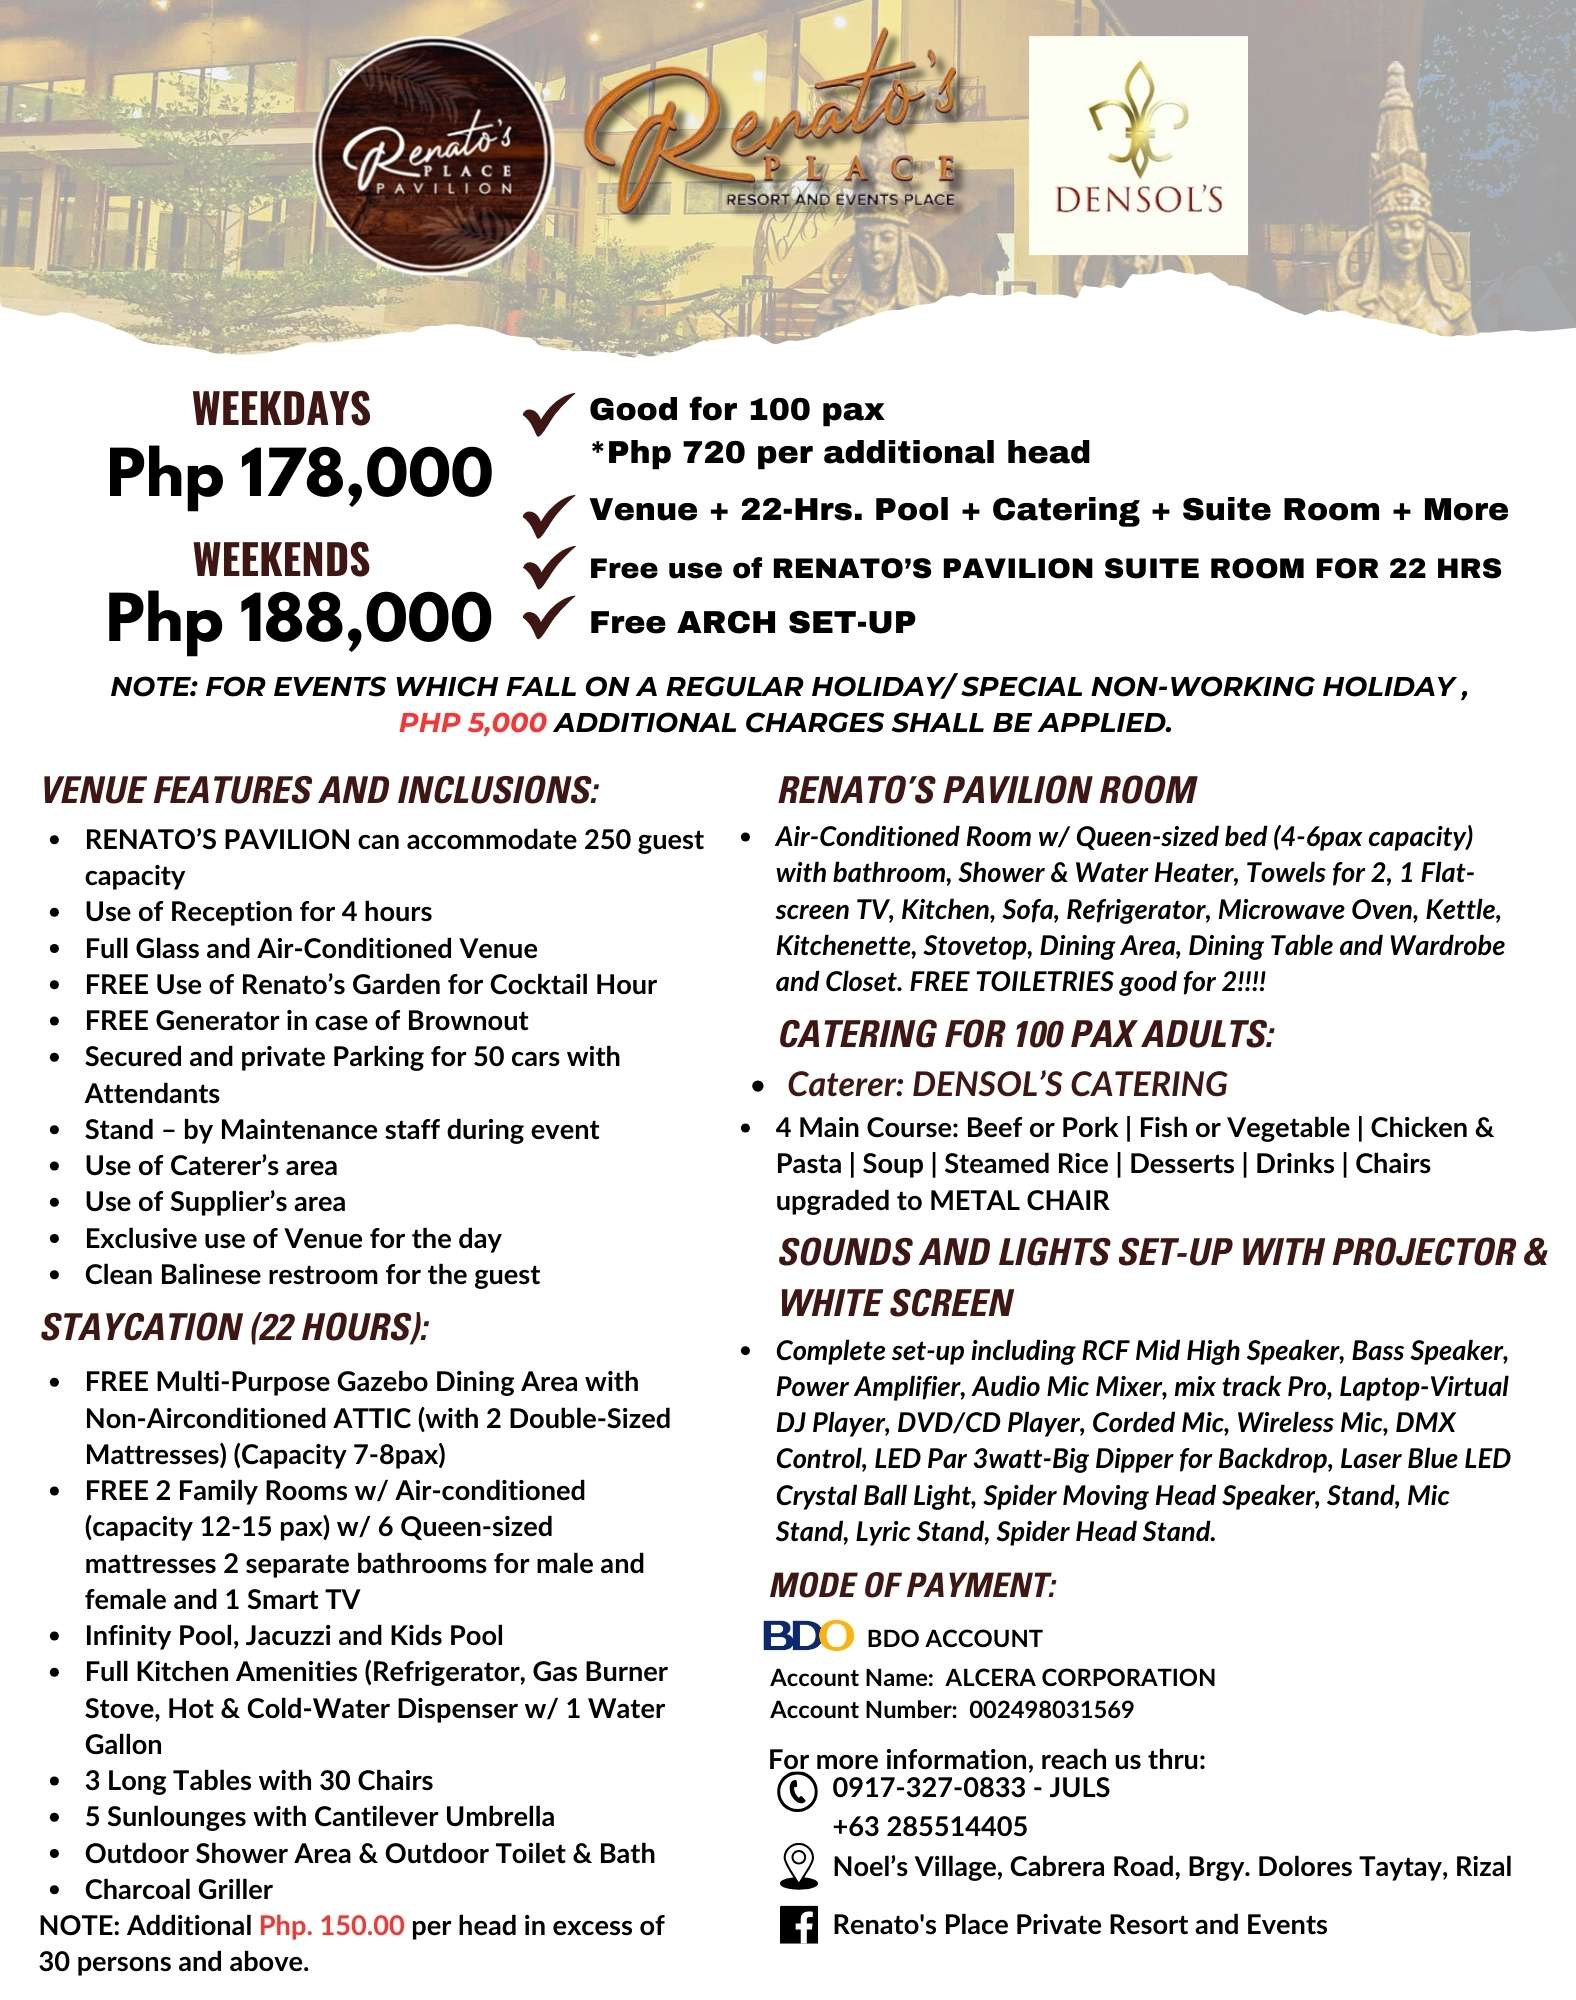 Renato's
PLACE
PAVILION
Renato's
PLACE
RESORT AND EVENTS PLACE
DENSOL'S
WEEKDAYS
Php 178,000
WEEKENDS
Php 188,000
Good for 100 pax
*Php 720 per additional head
Venue + 22-Hrs. Pool + Catering + Suite Room + More
Free use of RENATO'S PAVILION SUITE ROOM FOR 22 HRS
Free ARCH SET-UP
NOTE: FOR EVENTS WHICH FALL ON A REGULAR HOLIDAY/ SPECIAL NON-WORKING HOLIDAY ,
PHP 5,000 ADDITIONAL CHARGES SHALL BE APPLIED.
VENUE FEATURES AND INCLUSIONS:
• RENATO'S PAVILION can accommodate 250 guest
capacity
• Use of Reception for 4 hours
• Full Glass and Air-Conditioned Venue
• FREE Use of Renato's Garden for Cocktail Hour
• FREE Generator in case of Brownout
• Secured and private Parking for 50 cars with
Attendants
• Stand – by Maintenance staff during event
• Use of Caterer's area
• Use of Supplier's area
• Exclusive use of Venue for the day
• Clean Balinese restroom for the guest
STAYCATION (22 HOURS):
• FREE Multi-Purpose Gazebo Dining Area with
Non-Airconditioned ATTIC (with 2 Double-Sized
Mattresses) (Capacity 7-8pax)
• FREE 2 Family Rooms w/ Air-conditioned
(capacity 12-15 pax) w/ 6 Queen-sized
mattresses 2 separate bathrooms for male and
female and 1 Smart TV
• Infinity Pool, Jacuzzi and Kids Pool
• Full Kitchen Amenities (Refrigerator, Gas Burner
Stove, Hot & Cold-Water Dispenser w/ 1 Water
Gallon
• 3 Long Tables with 30 Chairs
• 5 Sunlounges with Cantilever Umbrella
• Outdoor Shower Area & Outdoor Toilet & Bath
• Charcoal Griller
NOTE: Additional Php. 150.00 per head in excess of
30 persons and above.
RENATO'S PAVILION ROOM
• Air-Conditioned Room w/ Queen-sized bed (4-6pax capacity)
with bathroom, Shower & Water Heater, Towels for 2, 1 Flat-
screen TV, Kitchen, Sofa, Refrigerator, Microwave Oven, Kettle,
Kitchenette, Stovetop, Dining Area, Dining Table and Wardrobe
and Closet. FREE TOILETRIES good for 2!!!!
CATERING FOR 100 PAX ADULTS:
• Caterer: DENSOL'S CATERING
• 4 Main Course: Beef or Pork | Fish or Vegetable | Chicken &
Pasta | Soup | Steamed Rice | Desserts | Drinks | Chairs
upgraded to METAL CHAIR
SOUNDS AND LIGHTS SET-UP WITH PROJECTOR &
WHITE SCREEN
• Complete set-up including RCF Mid High Speaker, Bass Speaker,
Power Amplifier, Audio Mic Mixer, mix track Pro, Laptop-Virtual
DJ Player, DVD/CD Player, Corded Mic, Wireless Mic, DMX
Control, LED Par 3watt-Big Dipper for Backdrop, Laser Blue LED
Crystal Ball Light, Spider Moving Head Speaker, Stand, Mic
Stand, Lyric Stand, Spider Head Stand.
MODE OF PAYMENT:
BDO BDO ACCOUNT
Account Name: ALCERA CORPORATION
Account Number: 002498031569
For more information, reach us thru:
0917-327-0833 - JULS
+63 285514405
Noel's Village, Cabrera Road, Brgy. Dolores Taytay, Rizal
Renato's Place Private Resort and Events